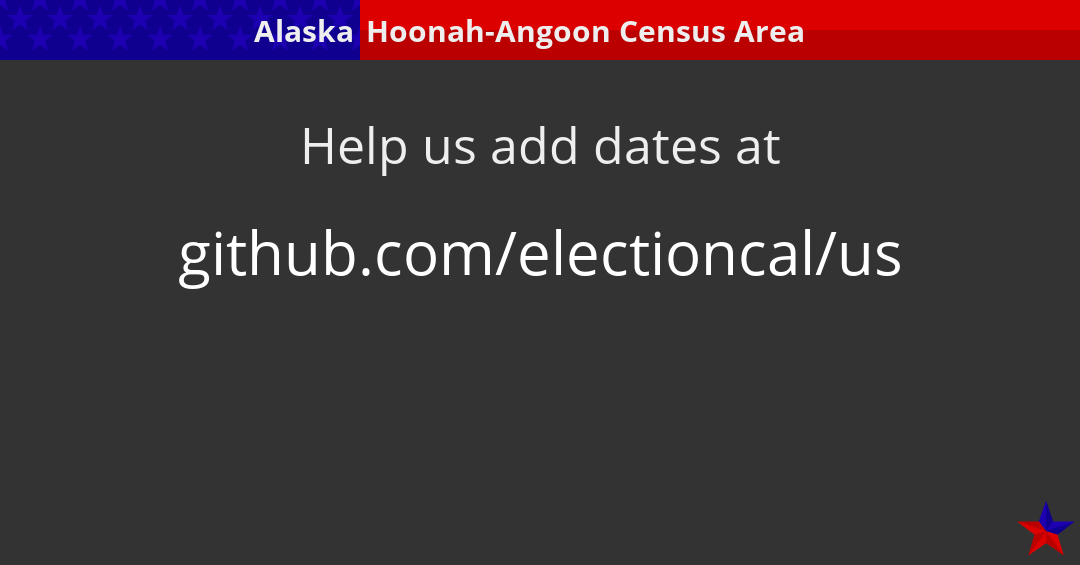 Alaska Hoonah-Angoon Census Area
Help us add dates at
github.com/electioncal/us